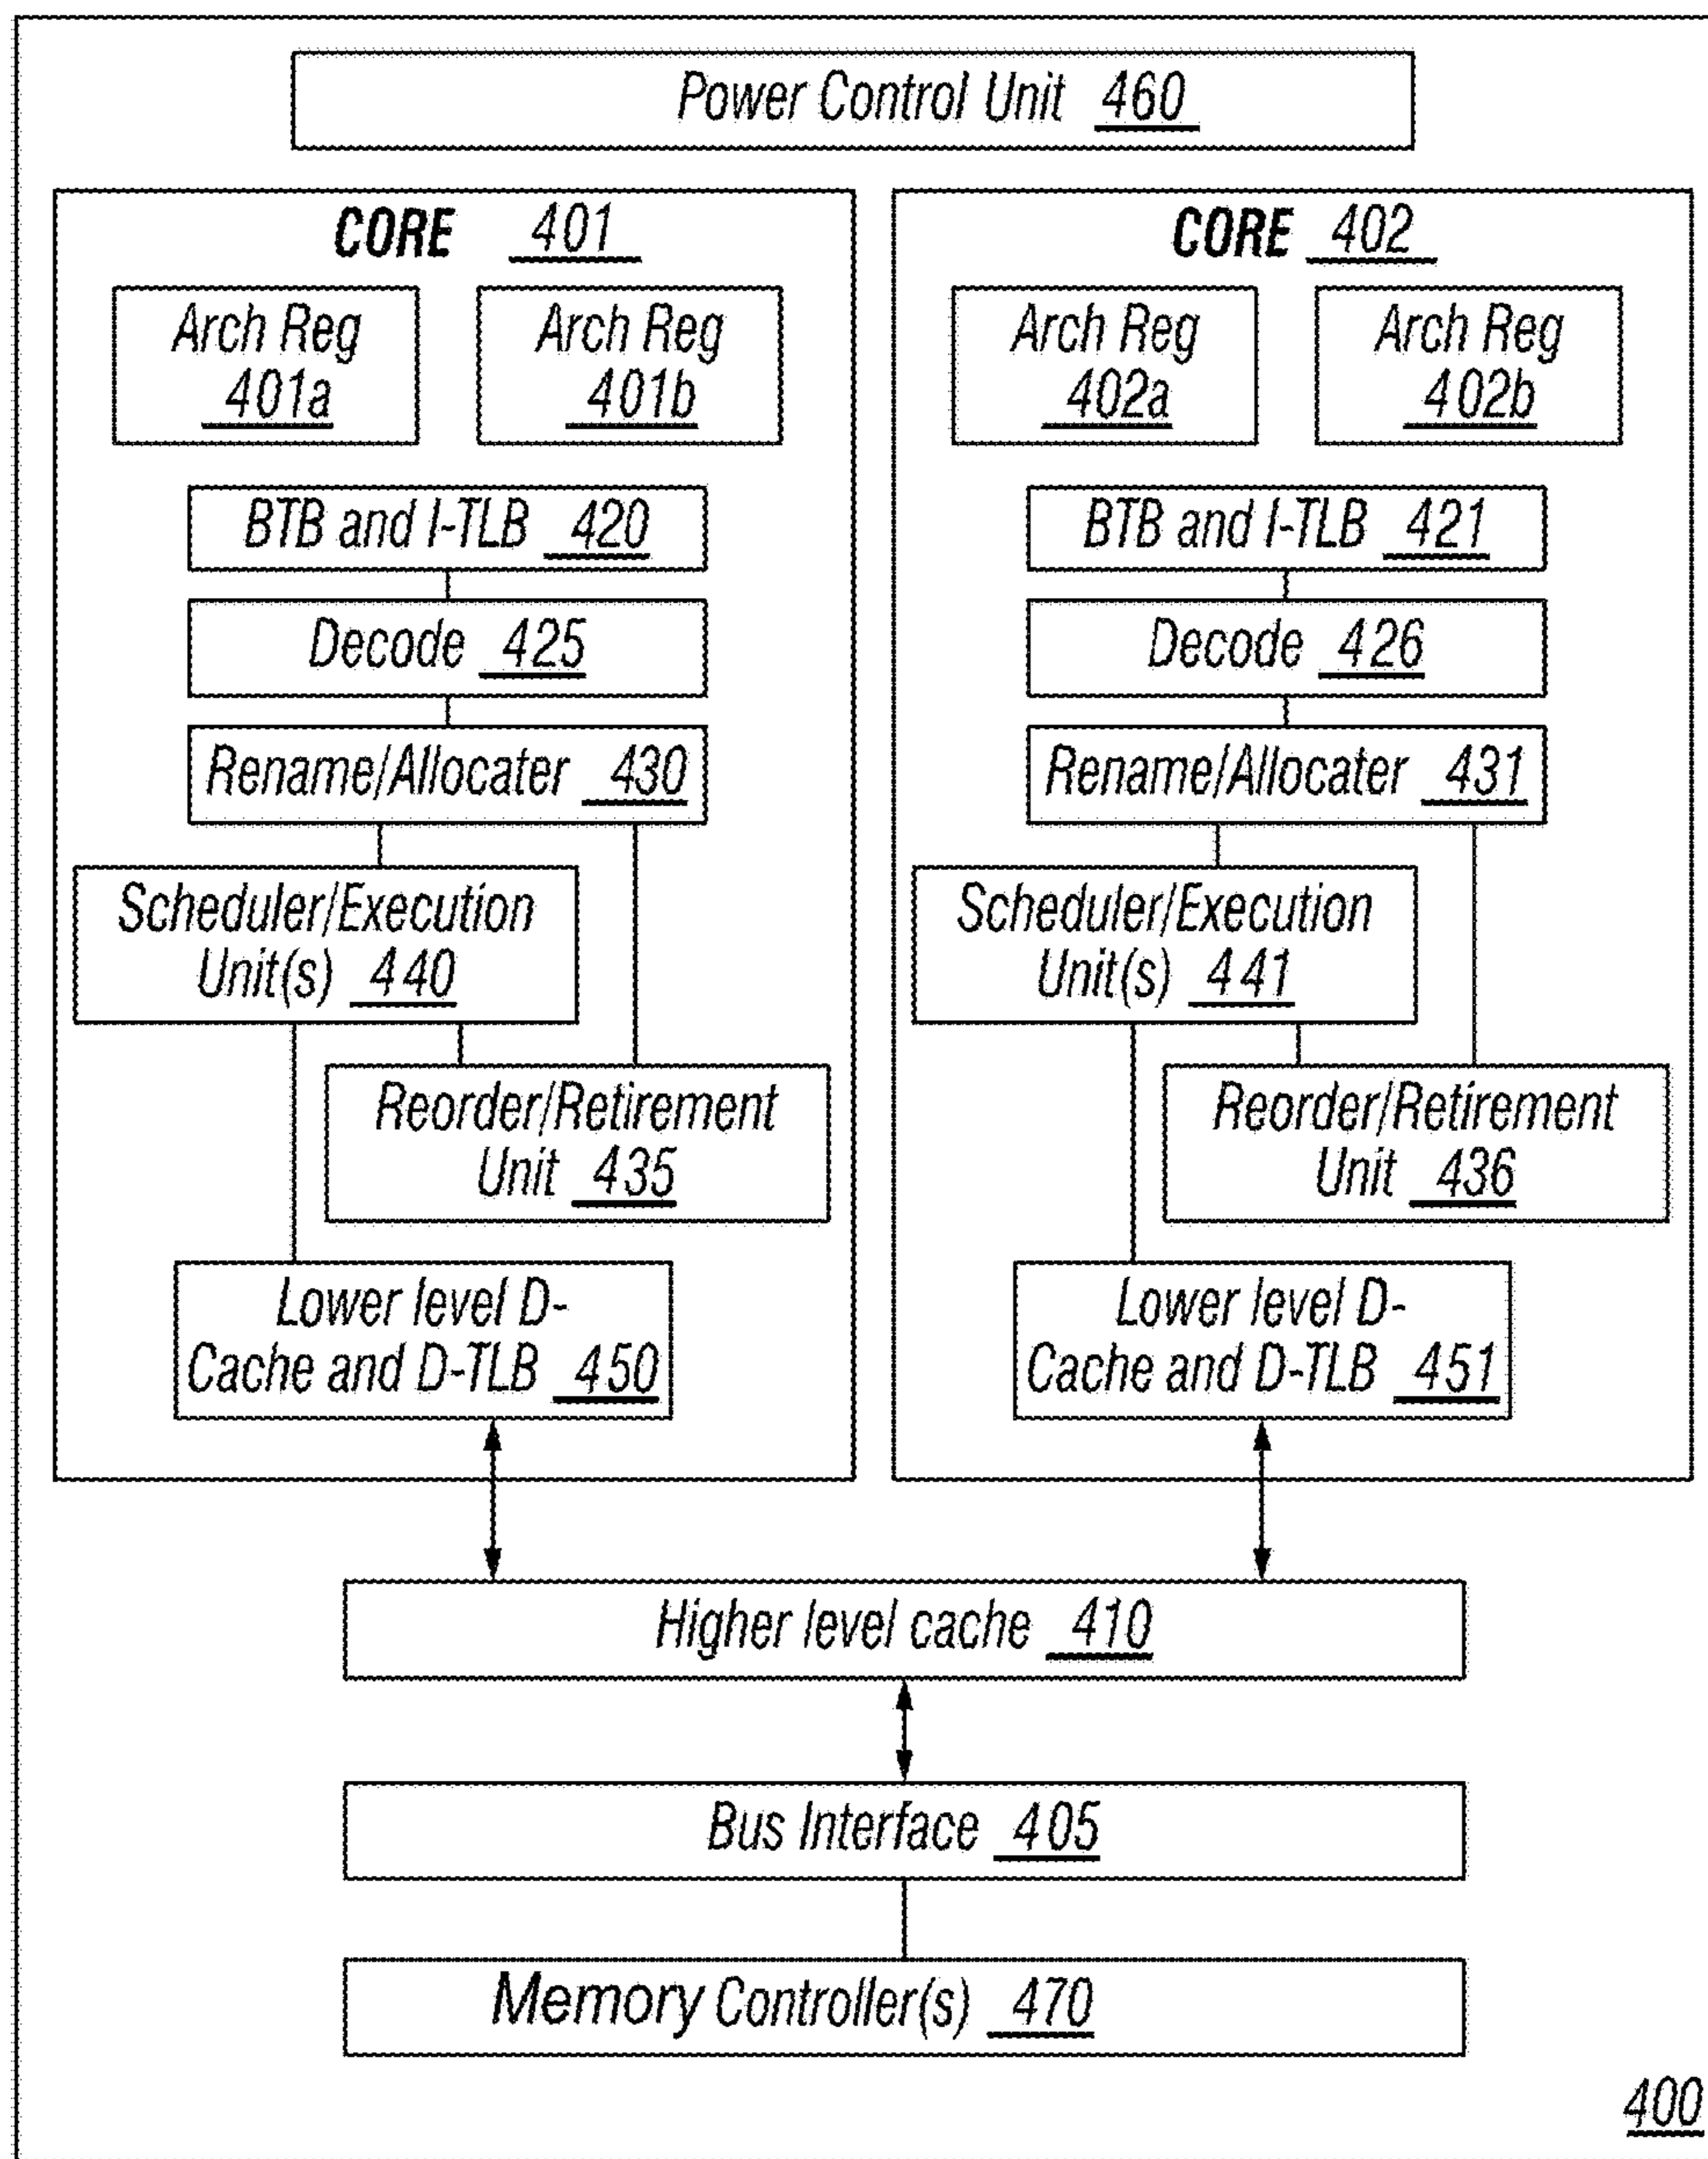 Power Control Unit 460
CORE 401
Arch Reg
401a
Arch Reg
401b
BTB and I-TLB 420
Decode 425
Rename/Allocater 430
Scheduler/Execution
Unit(s) 440
Reorder/Retirement
Unit 435
Lower level D-
Cache and D-TLB 450
CORE 402
Arch Reg
402a
Arch Reg
402b
BTB and I-TLB 421
Decode 426
Rename/Allocater 431
Scheduler/Execution
Unit(s) 441
Reorder/Retirement
Unit 436
Lower level D-
Cache and D-TLB 451
Higher level cache 410
Bus Interface 405
Memory Controller(s) 470
400